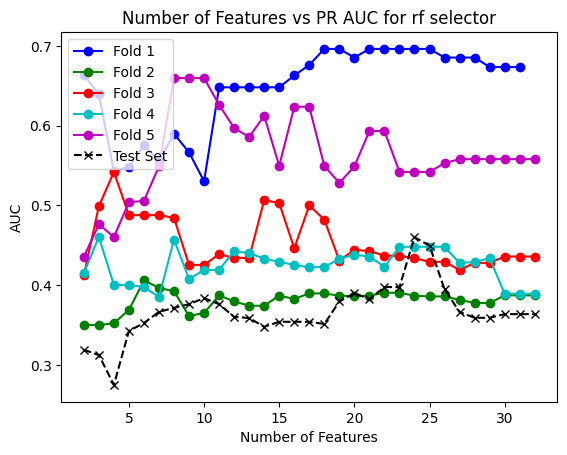 Number of Features vs PR AUC for rf selector
0.7
0.6
0.5
0.4
0.3
AUC
Fold 1
Fold 2
Fold 3
Fold 4
Fold 5
Test Set
5 10 15 20 25 30
Number of Features